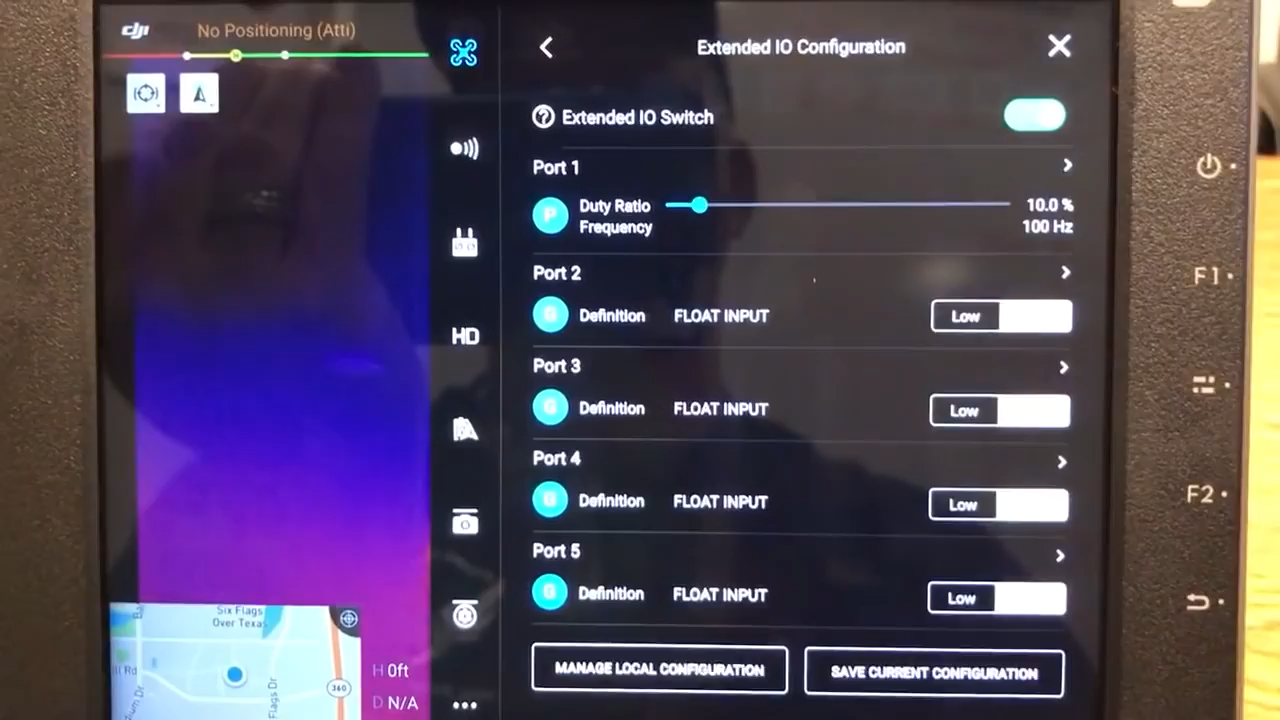 dji
No Positioning (Atti)
Extended IO Configuration
Extended IO Switch
Port 1
P
Duty Ratio
10.0 %
Frequency
100 Hz
Port 2
G
Definition FLOAT INPUT
Low
Port 3
G
Definition FLOAT INPUT
Low
Port 4
G
Definition FLOAT INPUT
Low
Port 5
G
Definition FLOAT INPUT
Low
MANAGE LOCAL CONFIGURATION
SAVE CURRENT CONFIGURATION
HD
Six Flags
Over Texas
Flags Dr
360
H 0ft
D N/A
F1
F2